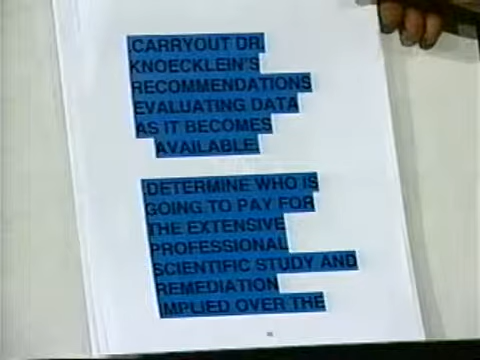 .CARRYOUT DR.
KNOECKLEIN'S
RECOMMENDATIONS
EVALUATING DATA
AS IT BECOMES
AVAILABLE.
.DETERMINE WHO IS
GOING TO PAY FOR
THE EXTENSIVE
PROFESSIONAL
SCIENTIFIC STUDY AND
REMEDIATION
IMPLIED OVER THE